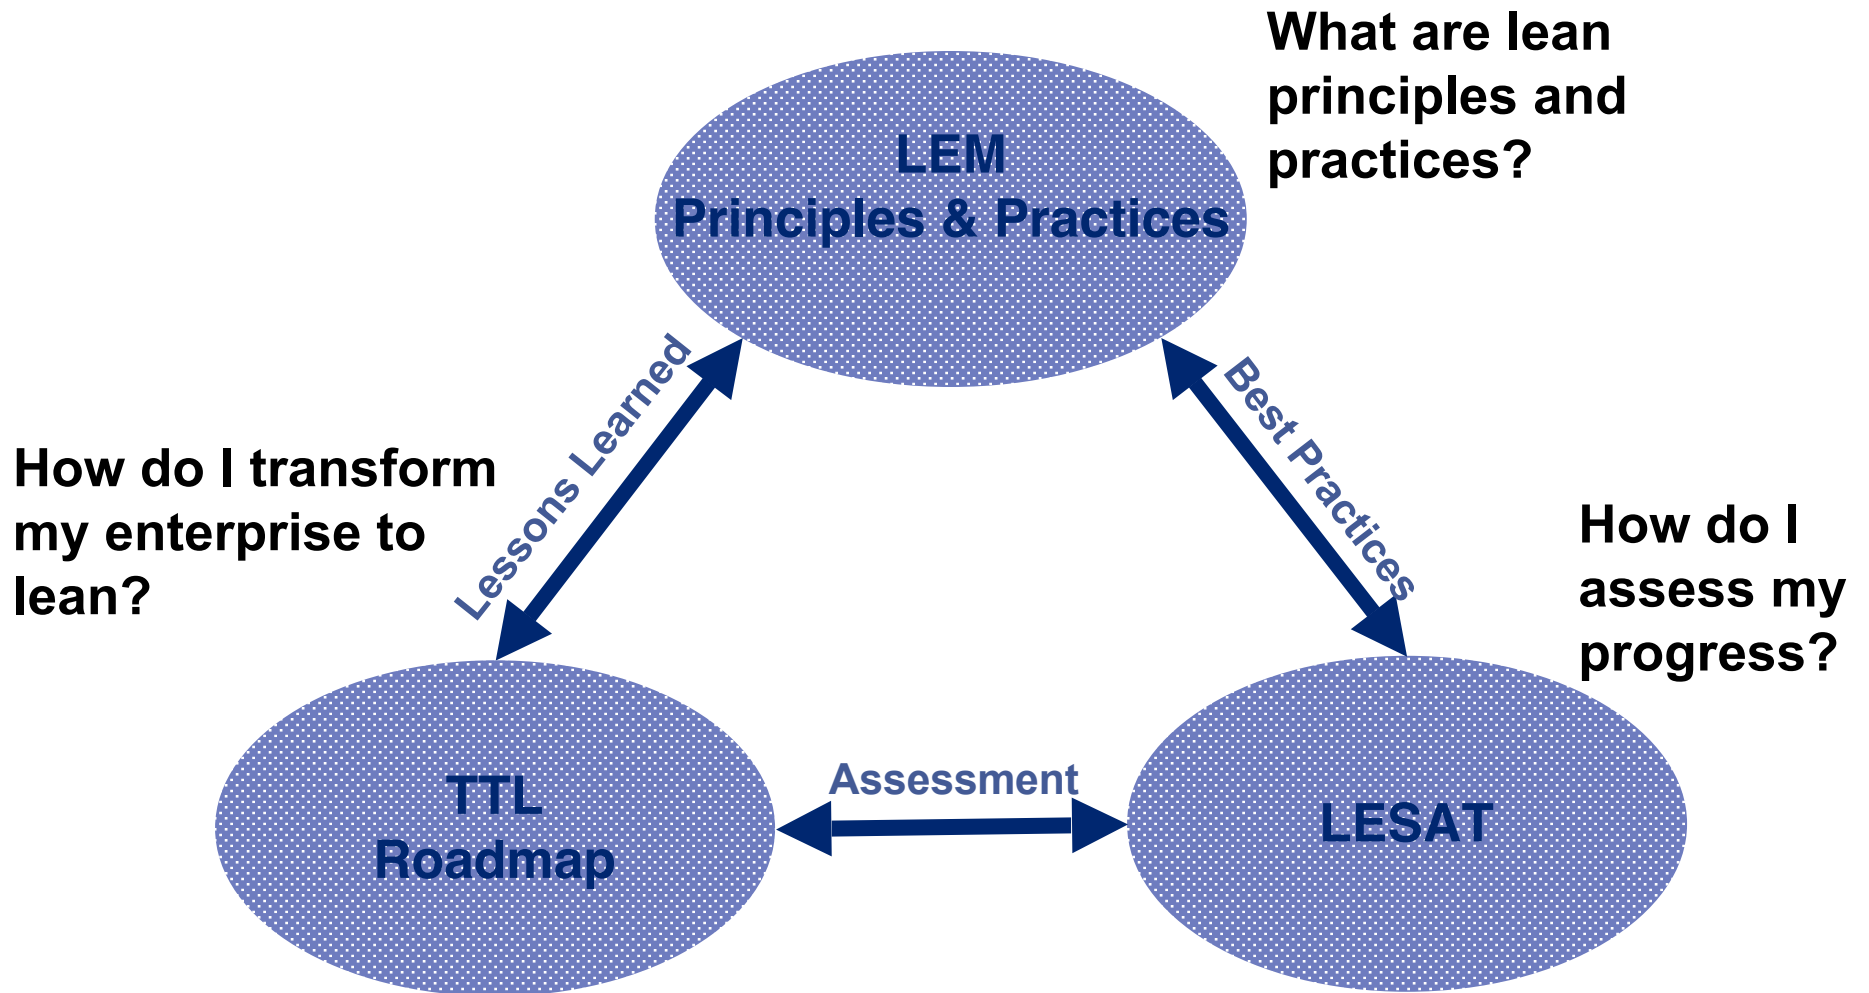 What are lean
principles and
practices?
LEM
Principles & Practices
Lessons Learned
Best Practices
How do I transform
my enterprise to
lean?
How do I
assess my
progress?
Assessment
TTL
Roadmap
LESAT